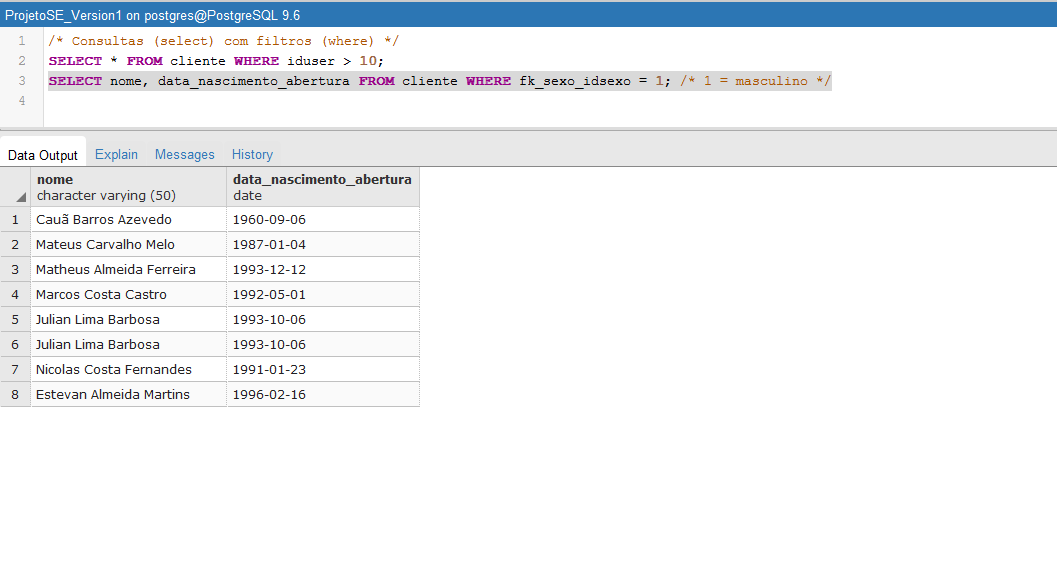 ProjetoSE_Version1 on postgres@PostgreSQL 9.6
1 /* Consultas (select) com filtros (where) */
2 SELECT * FROM cliente WHERE iduser > 10;
3 SELECT nome, data_nascimento_abertura FROM cliente WHERE fk_sexo_idsexo = 1; /* 1 = masculino */
4
Data Output Explain Messages History
nome data_nascimento_abertura
character varying (50) date
1 Cauã Barros Azevedo 1960-09-06
2 Mateus Carvalho Melo 1987-01-04
3 Matheus Almeida Ferreira 1993-12-12
4 Marcos Costa Castro 1992-05-01
5 Julian Lima Barbosa 1993-10-06
6 Julian Lima Barbosa 1993-10-06
7 Nicolas Costa Fernandes 1991-01-23
8 Estevan Almeida Martins 1996-02-16